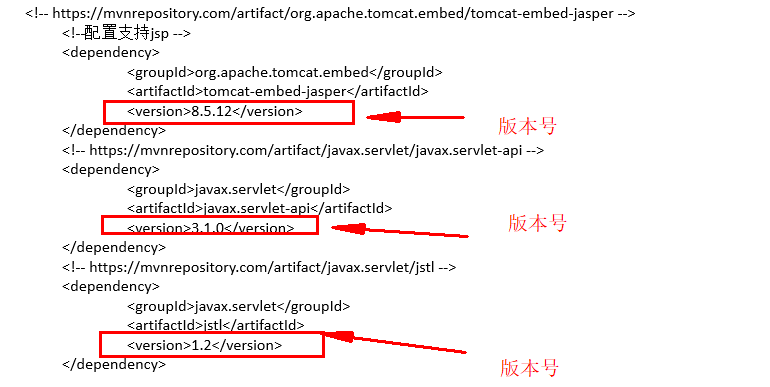 <!-- https://mvnrepository.com/artifact/org.apache.tomcat.embed/tomcat-embed-jasper -->
<!--配置支持jsp -->
<dependency>
<groupId>org.apache.tomcat.embed</groupId>
<artifactId>tomcat-embed-jasper</artifactId>
<version>8.5.12</version>
版本号
</dependency>
<!-- https://mvnrepository.com/artifact/javax.servlet/javax.servlet-api -->
<dependency>
<groupId>javax.servlet</groupId>
<artifactId>javax.servlet-api</artifactId>
<version>3.1.0</version>
版本号
</dependency>
<!-- https://mvnrepository.com/artifact/javax.servlet/jstl -->
<dependency>
<groupId>javax.servlet</groupId>
<artifactId>jstl</artifactId>
<version>1.2</version>
版本号
</dependency>